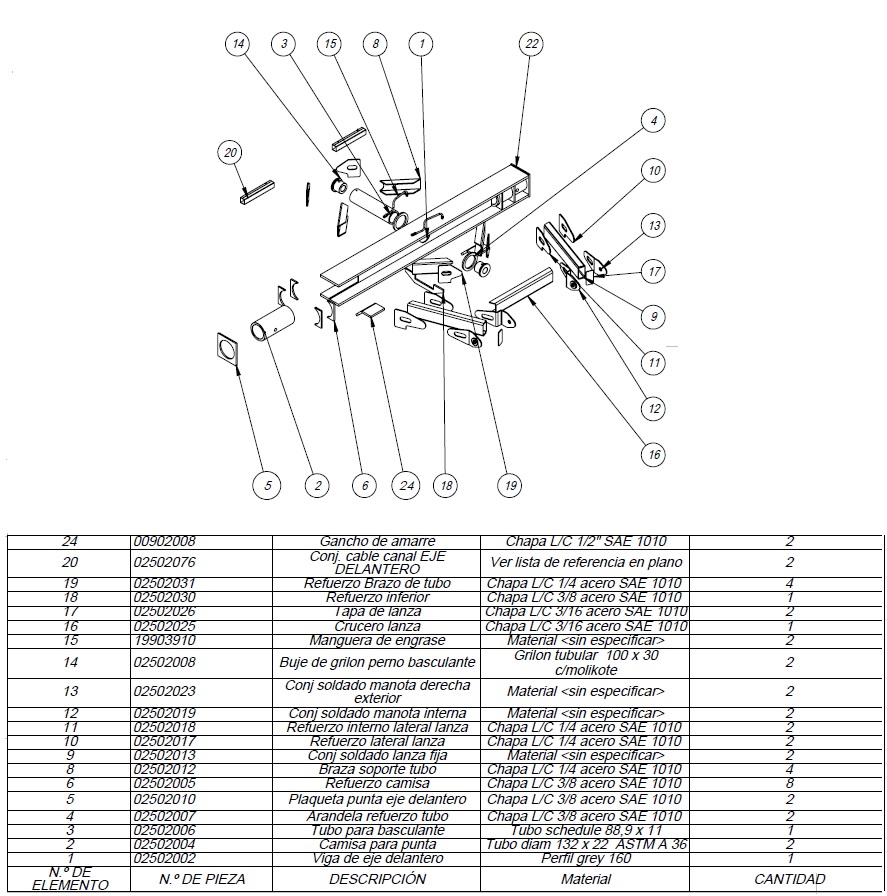 14 3 15 8 1 22
4
20
10
13
17
9
11
12
16
5 2 6 24 18 19
24 00902008 Gancho de amarre Chapa L/C 1/2" SAE 1010 2
20 02502076 Conj. cable canal EJE DELANTERO Ver lista de referencia en plano 2
19 02502031 Refuerzo Brazo de tubo Chapa L/C 1/4 acero SAE 1010 4
18 02502030 Refuerzo inferior Chapa L/C 3/8 acero SAE 1010 1
17 02502026 Tapa de lanza Chapa L/C 3/16 acero SAE 1010 2
16 02502025 Crucero lanza Chapa L/C 3/16 acero SAE 1010 1
15 19903910 Manguera de engrase Material <sin especificar> 2
14 02502008 Buje de grilon perno basculante Grilon tubular 100 x 30 c/molikote 2
13 02502023 Conj soldado manota derecha exterior Material <sin especificar> 2
12 02502019 Conj soldado manota interna Material <sin especificar> 2
11 02502018 Refuerzo interno lateral lanza Chapa L/C 1/4 acero SAE 1010 2
10 02502017 Refuerzo lateral lanza Chapa L/C 1/4 acero SAE 1010 2
9 02502013 Conj soldado lanza fija Material <sin especificar> 2
8 02502012 Braza soporte tubo Chapa L/C 1/4 acero SAE 1010 4
6 02502005 Refuerzo camisa Chapa L/C 3/8 acero SAE 1010 8
5 02502010 Plaqueta punta eje delantero Chapa L/C 3/8 acero SAE 1010 2
4 02502007 Arandela refuerzo tubo Chapa L/C 3/8 acero SAE 1010 2
3 02502006 Tubo para basculante Tubo schedule 88,9 x 11 1
2 02502004 Camisa para punta Tubo diam 132 x 22 ASTM A 36 2
1 02502002 Viga de eje delantero Perfil grey 160 1
N.º DE ELEMENTO N.º DE PIEZA DESCRIPCIÓN Material CANTIDAD